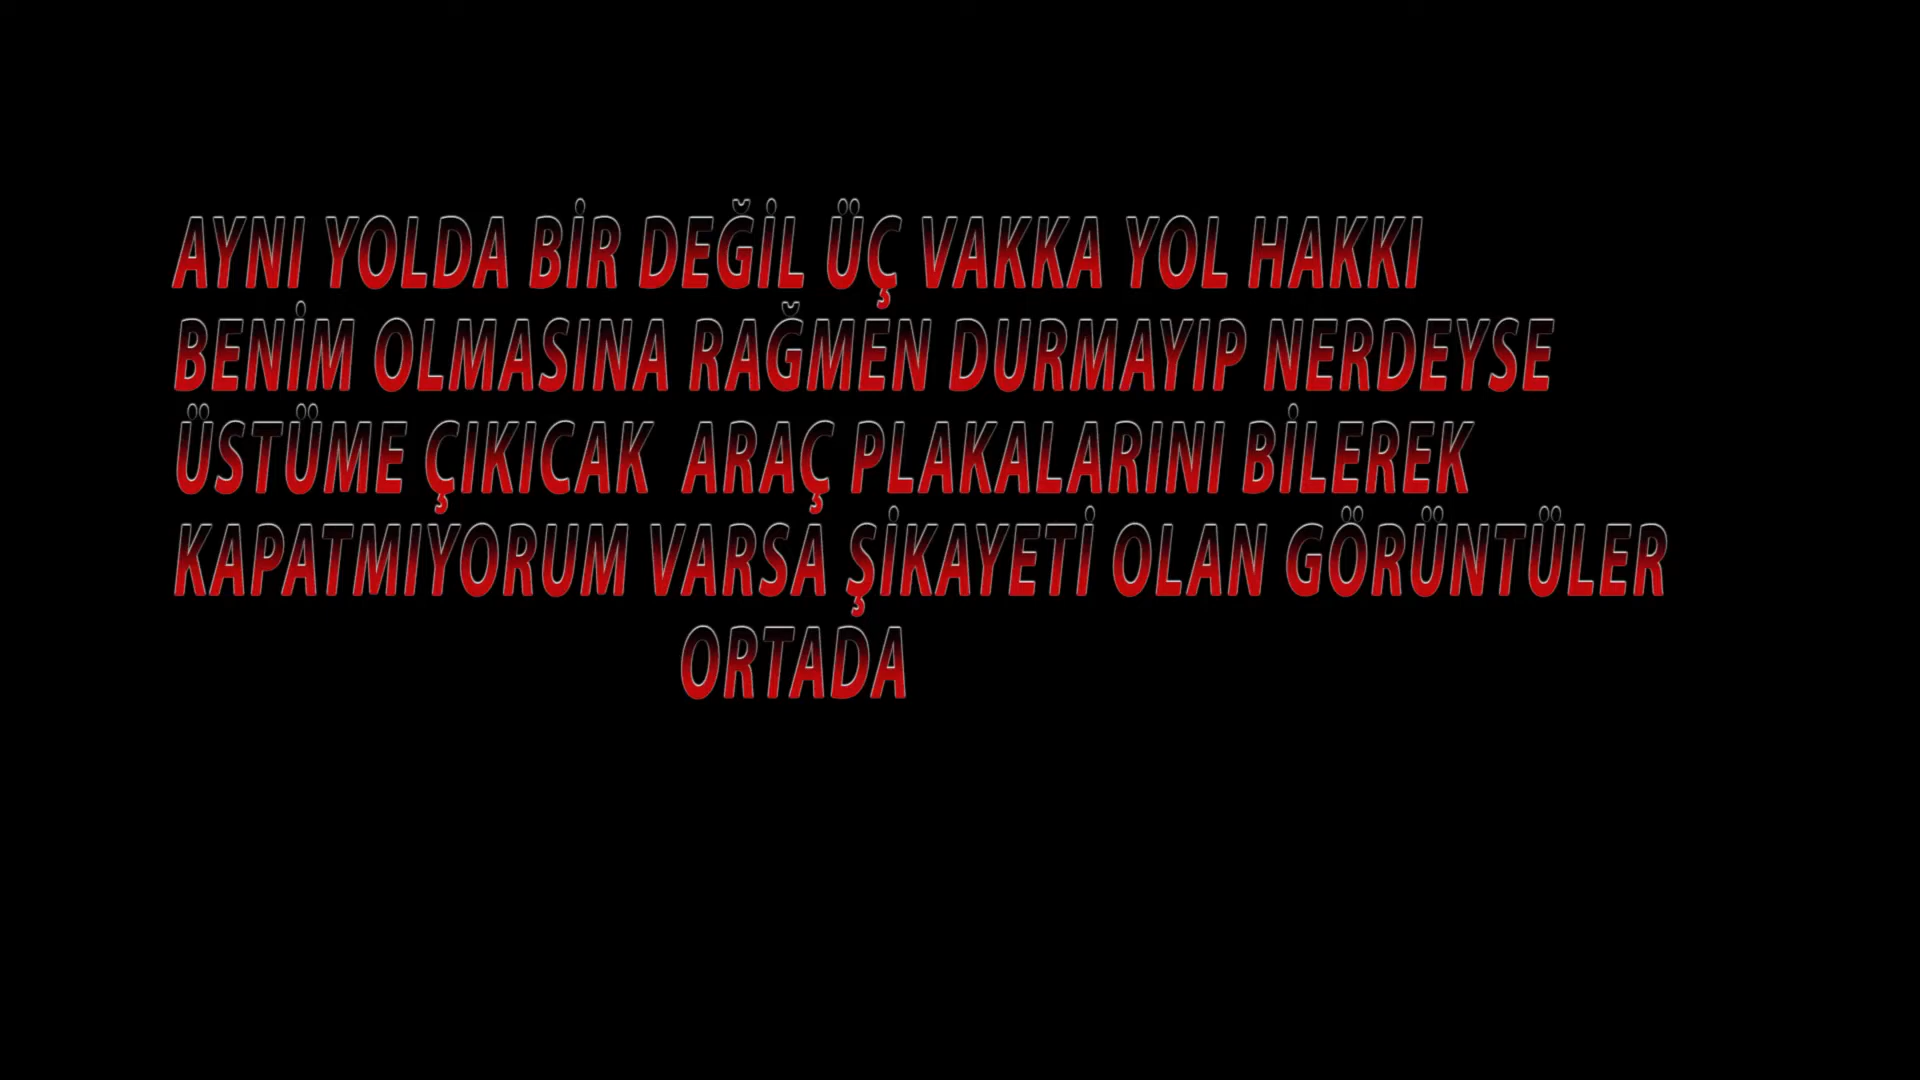 AYNI YOLDA BİR DEĞİL ÜÇ VAKKA YOL HAKKI
BENİM OLMASINA RAĞMEN DURMAYIP NERDEYSE
ÜSTÜME ÇIKICAK ARAÇ PLAKALARINI BİLEREK
KAPATMIYORUM VARSA ŞİKAYETİ OLAN GÖRÜNTÜLER
ORTADA